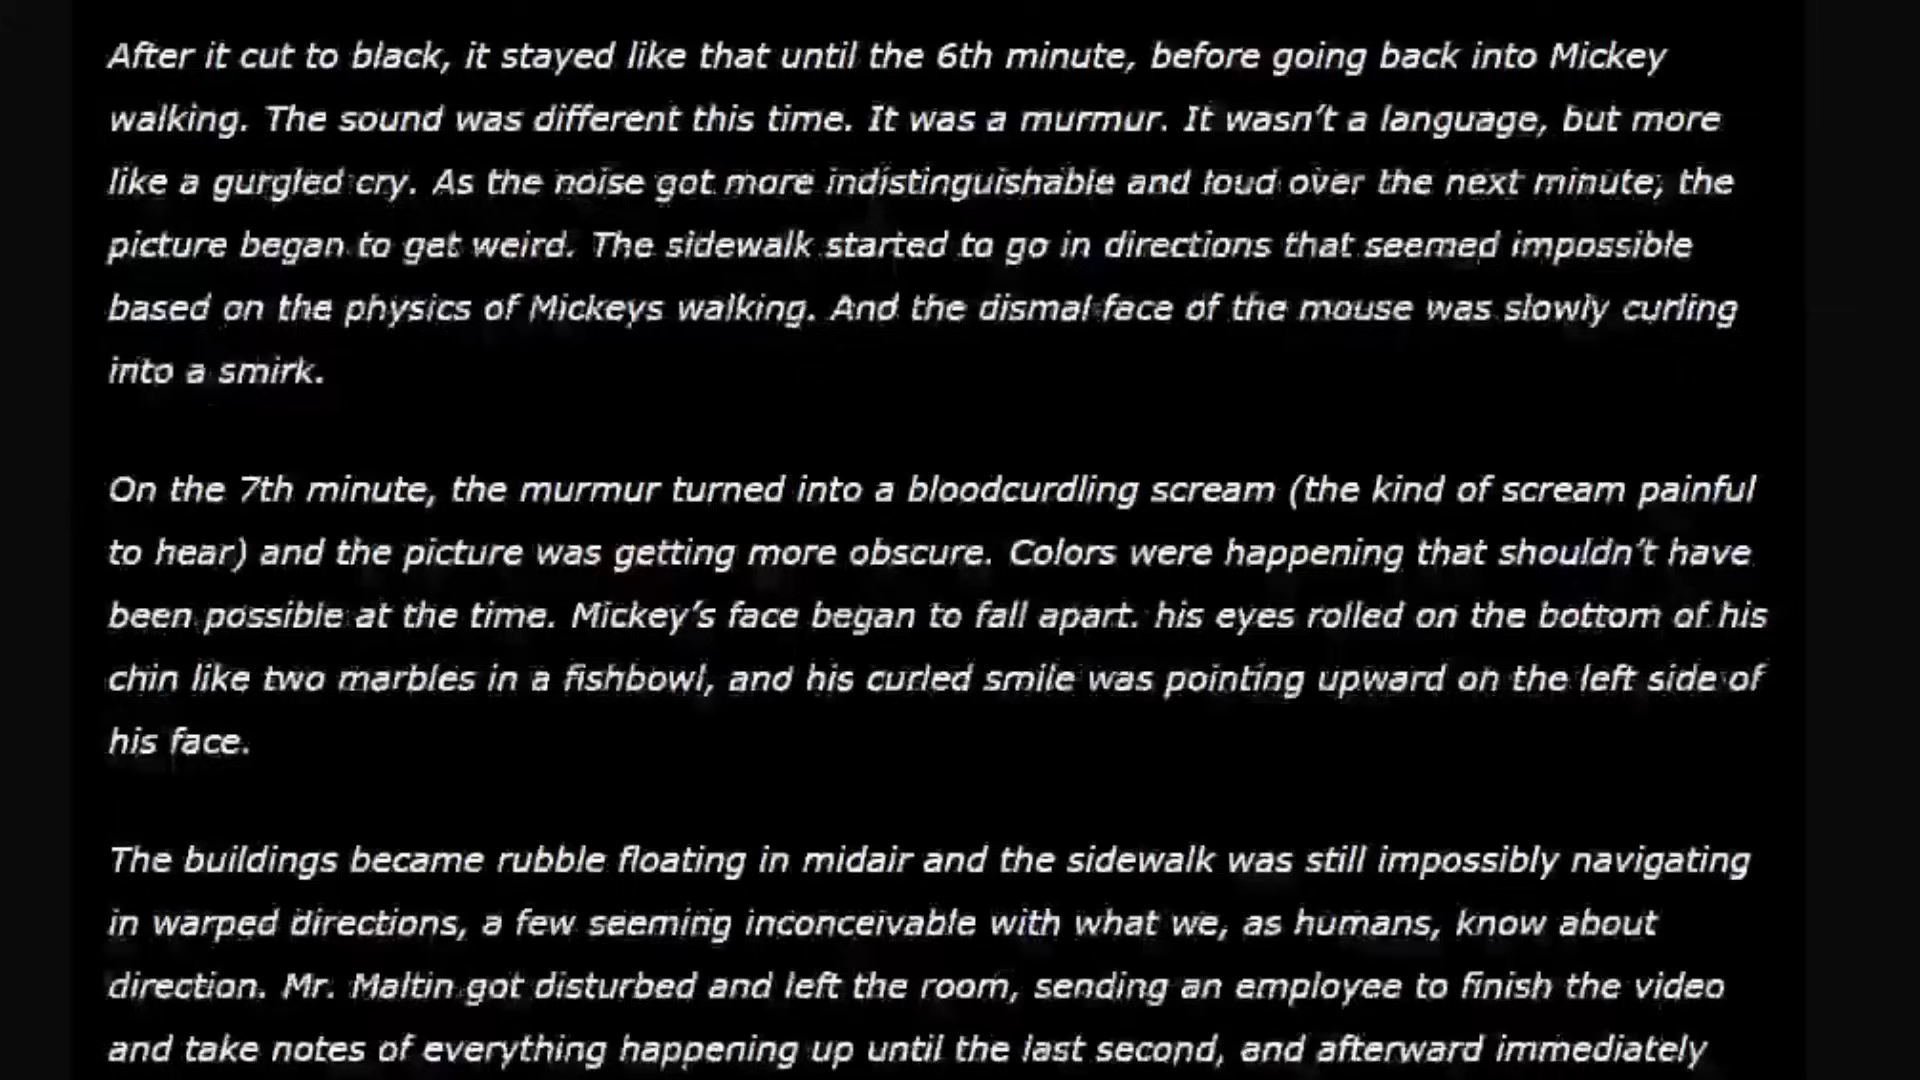 After it cut to black, it stayed like that until the 6th minute, before going back into Mickey
walking. The sound was different this time. It was a murmur. It wasn't a language, but more
like a gurgled cry. As the noise got more indistinguishable and loud over the next minute, the
picture began to get weird. The sidewalk started to go in directions that seemed impossible
based on the physics of Mickeys walking. And the dismal face of the mouse was slowly curling
into a smirk.
On the 7th minute, the murmur turned into a bloodcurdling scream (the kind of scream painful
to hear) and the picture was getting more obscure. Colors were happening that shouldn't have
been possible at the time. Mickey's face began to fall apart. his eyes rolled on the bottom of his
chin like two marbles in a fishbowl, and his curled smile was pointing upward on the left side of
his face.
The buildings became rubble floating in midair and the sidewalk was still impossibly navigating
in warped directions, a few seeming inconceivable with what we, as humans, know about
direction. Mr. Maltin got disturbed and left the room, sending an employee to finish the video
and take notes of everything happening up until the last second, and afterward immediately